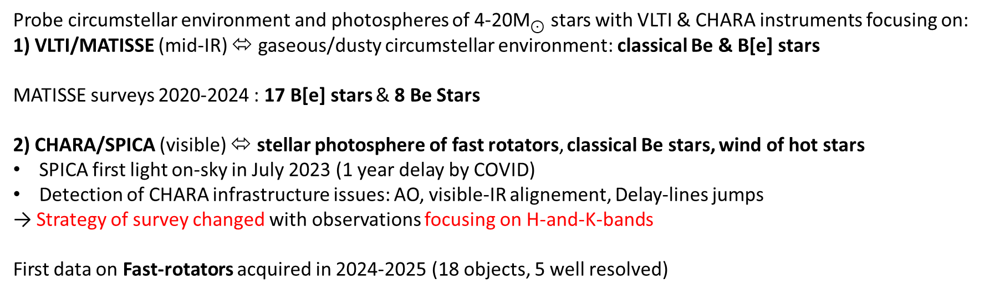 Probe circumstellar environment and photospheres of 4-20M☉ stars with VLTI & CHARA instruments focusing on:
1) VLTI/MATISSE (mid-IR) ⬄ gaseous/dusty circumstellar environment: classical Be & B[e] stars
MATISSE surveys 2020-2024 : 17 B[e] stars & 8 Be Stars
2) CHARA/SPICA (visible) ⬄ stellar photosphere of fast rotators, classical Be stars, wind of hot stars
• SPICA first light on-sky in July 2023 (1 year delay by COVID)
• Detection of CHARA infrastructure issues: AO, visible-IR alignement, Delay-lines jumps
→ Strategy of survey changed with observations focusing on H-and-K-bands
First data on Fast-rotators acquired in 2024-2025 (18 objects, 5 well resolved)